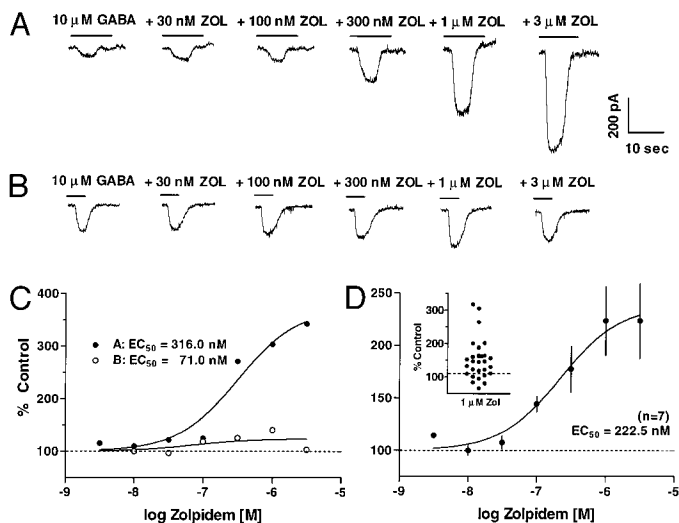 A
10 μM GABA + 30 nM ZOL + 100 nM ZOL + 300 nM ZOL + 1 μM ZOL + 3 μM ZOL
200 pA
10 sec
B
10 μM GABA + 30 nM ZOL + 100 nM ZOL + 300 nM ZOL + 1 μM ZOL + 3 μM ZOL
C
400
300
200
100
% Control
A: EC50 = 316.0 nM
B: EC50 = 71.0 nM
-9 -8 -7 -6 -5
log Zolpidem [M]
D
250
200
150
100
% Control
300
200
100
1 μM Zol
(n=7)
EC50 = 222.5 nM
-9 -8 -7 -6 -5
log Zolpidem [M]